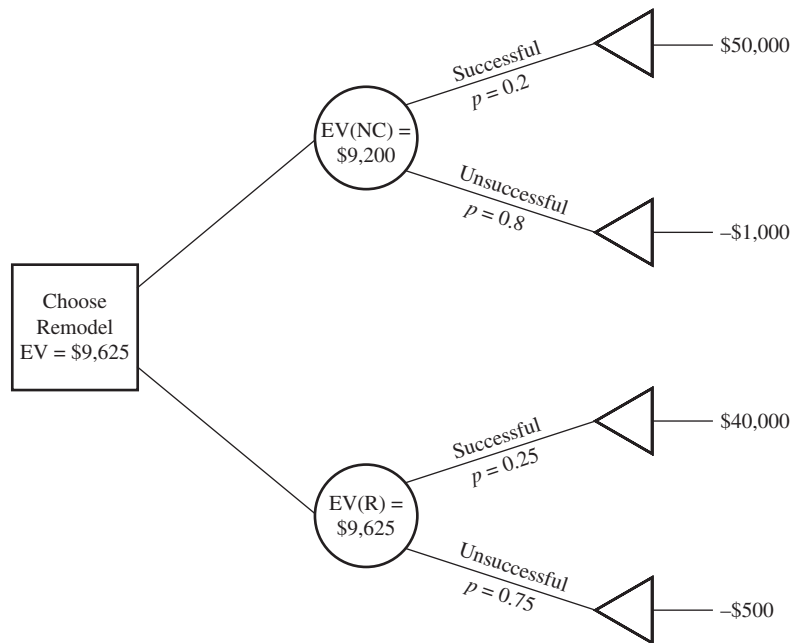 Successful
p = 0.2
$50,000
EV(NC) =
$9,200
Unsuccessful
p = 0.8
–$1,000
Choose
Remodel
EV = $9,625
Successful
p = 0.25
$40,000
EV(R) =
$9,625
Unsuccessful
p = 0.75
–$500